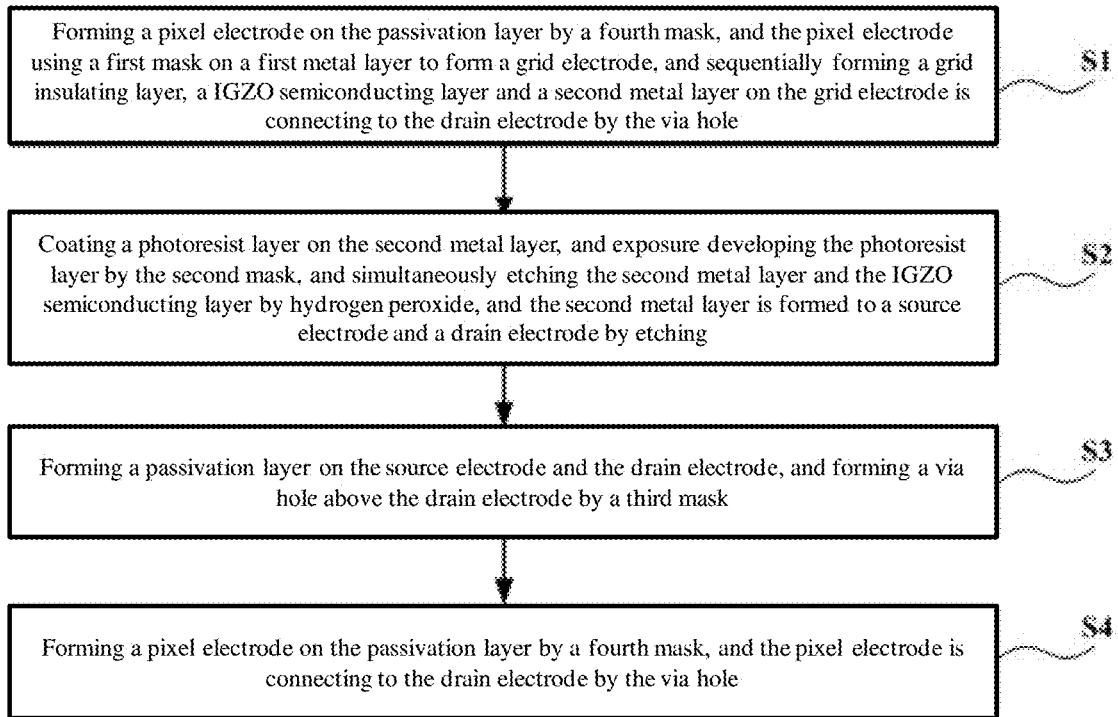 Forming a pixel electrode on the passivation layer by a fourth mask, and the pixel electrode
using a first mask on a first metal layer to form a grid electrode, and sequentially forming a grid
insulating layer, a IGZO semiconducting layer and a second metal layer on the grid electrode is
connecting to the drain electrode by the via hole
S1
Coating a photoresist layer on the second metal layer, and exposure developing the photoresist
layer by the second mask, and simultaneously etching the second metal layer and the IGZO
semiconducting layer by hydrogen peroxide, and the second metal layer is formed to a source
electrode and a drain electrode by etching
S2
Forming a passivation layer on the source electrode and the drain electrode, and forming a via
hole above the drain electrode by a third mask
S3
Forming a pixel electrode on the passivation layer by a fourth mask, and the pixel electrode is
connecting to the drain electrode by the via hole
S4